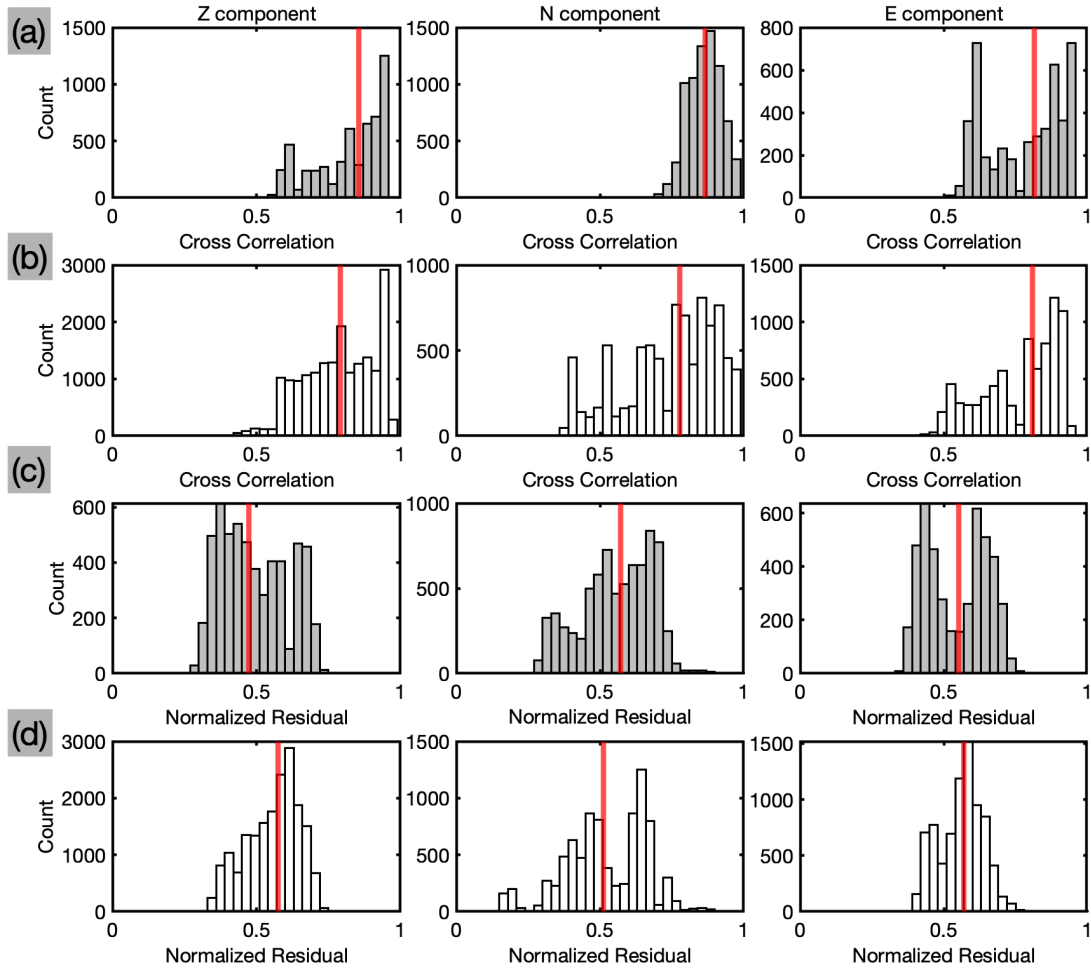 (a)
Z component N component E component
Count
1500 1500 800
1000 1000 600
500 500 400
200
0 0 0
0 0.5 1 0 0.5 1 0 0.5 1
Cross Correlation Cross Correlation Cross Correlation
(b)
Count
3000 1000 1500
2000 1000
1000 500 500
0 0 0
0 0.5 1 0 0.5 1 0 0.5 1
Cross Correlation Cross Correlation Cross Correlation
(c)
Count
600 1000 600
400 500 400
200 200
0 0 0
0 0.5 1 0 0.5 1 0 0.5 1
Normalized Residual Normalized Residual Normalized Residual
(d)
Count
3000 1500 1500
2000 1000 1000
1000 500 500
0 0 0
0 0.5 1 0 0.5 1 0 0.5 1
Normalized Residual Normalized Residual Normalized Residual